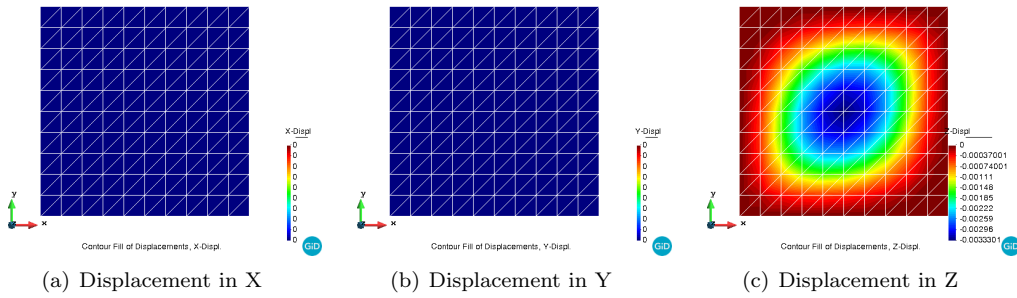 X-Displ
0
0
0
0
0
0
0
0
0
0
y
x
GiD
Contour Fill of Displacements, X-Displ.
(a) Displacement in X
Y-Displ
0
0
0
0
0
0
0
0
0
0
y
x
GiD
Contour Fill of Displacements, Y-Displ.
(b) Displacement in Y
Z-Displ
0
-0.00037001
-0.00074001
-0.00111
-0.00148
-0.00185
-0.00222
-0.00259
-0.00296
-0.0033301
y
x
GiD
Contour Fill of Displacements, Z-Displ.
(c) Displacement in Z